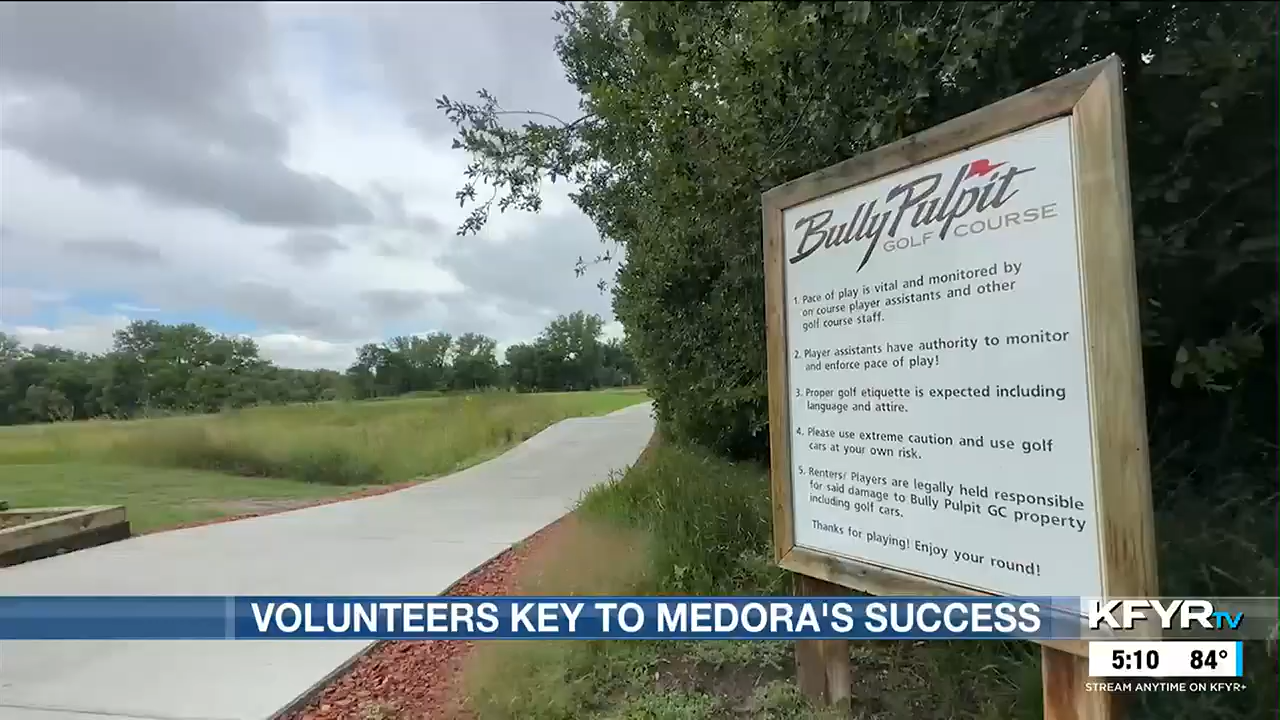 Bully Pulpit
GOLF COURSE
1. Pace of play is vital and monitored by
on course player assistants and other
golf course staff.
2. Player assistants have authority to monitor
and enforce pace of play!
3. Proper golf etiquette is expected including
language and attire.
4. Please use extreme caution and use golf
cars at your own risk.
5. Renters/ Players are legally held responsible
for said damage to Bully Pulpit GC property
including golf cars.
Thanks for playing! Enjoy your round!
VOLUNTEERS KEY TO MEDORA'S SUCCESS
KFYR TV
5:10 84°
STREAM ANYTIME ON KFYR+